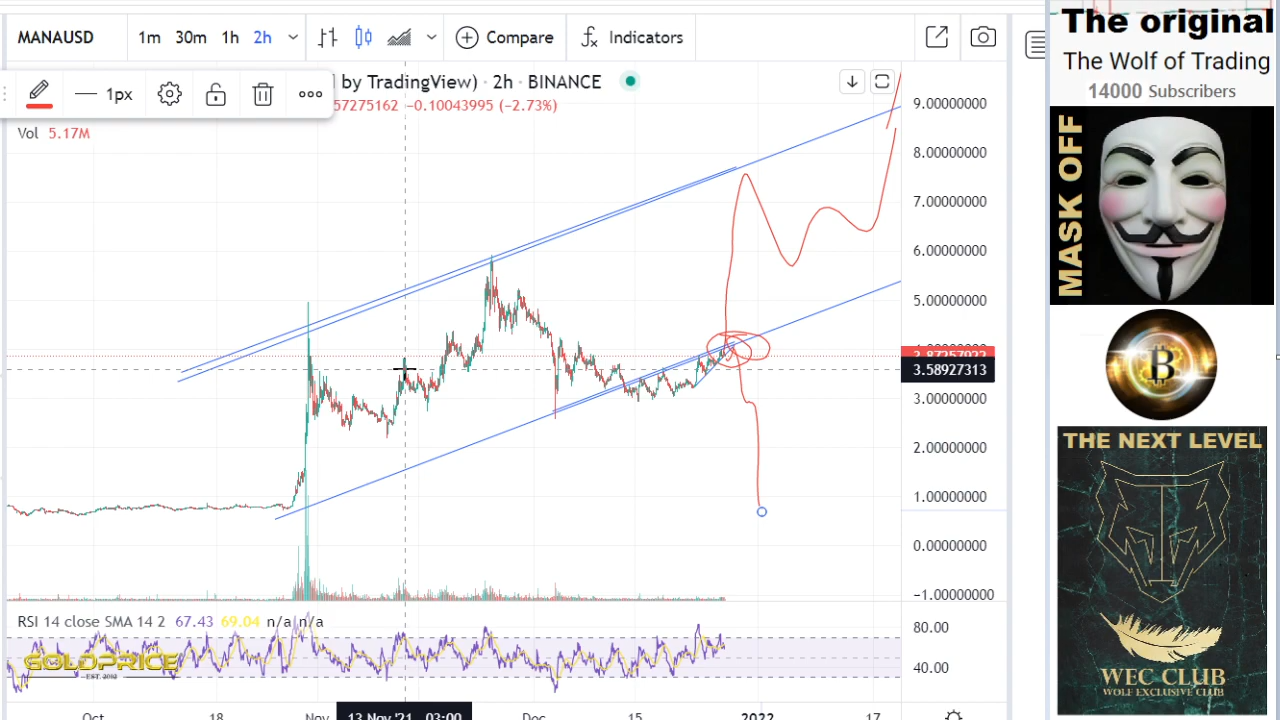 MANAUSD 1m 30m 1h 2h Compare Indicators
1px
l by TradingView) · 2h · BINANCE
57275162 −0.10043995 (−2.73%)
Vol 5.17M
9.00000000
8.00000000
7.00000000
6.00000000
5.00000000
3.58927313
3.00000000
2.00000000
1.00000000
0.00000000
−1.00000000
RSI 14 close SMA 14 2 67.43 69.04 n/a n/a
80.00
40.00
GOLDPRICE
EST. 2012
Oct 18 Nov 13 Nov '21 03:00 Dec 15 2022 17
The original
The Wolf of Trading
14000 Subscribers
MASK OFF
THE NEXT LEVEL
WEC CLUB
WOLF EXCLUSIVE CLUB